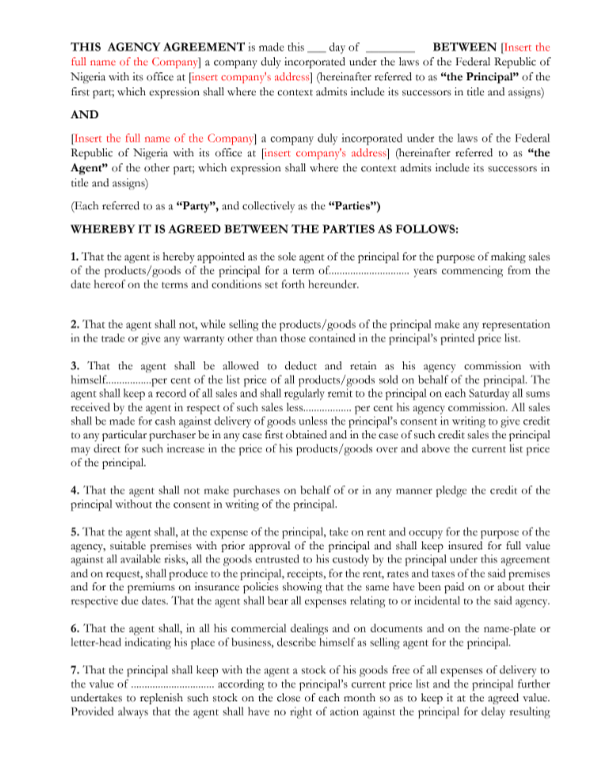 THIS AGENCY AGREEMENT is made this ___ day of ________ BETWEEN [Insert the
full name of the Company] a company duly incorporated under the laws of the Federal Republic of
Nigeria with its office at [insert company's address] (hereinafter referred to as “the Principal” of the
first part; which expression shall where the context admits include its successors in title and assigns)
AND
[Insert the full name of the Company] a company duly incorporated under the laws of the Federal
Republic of Nigeria with its office at [insert company's address] (hereinafter referred to as “the
Agent” of the other part; which expression shall where the context admits include its successors in
title and assigns)
(Each referred to as a “Party”, and collectively as the “Parties”)
WHEREBY IT IS AGREED BETWEEN THE PARTIES AS FOLLOWS:
1. That the agent is hereby appointed as the sole agent of the principal for the purpose of making sales
of the products/goods of the principal for a term of.............................. years commencing from the
date hereof on the terms and conditions set forth hereunder.
2. That the agent shall not, while selling the products/goods of the principal make any representation
in the trade or give any warranty other than those contained in the principal's printed price list.
3. That the agent shall be allowed to deduct and retain as his agency commission with
himself.................per cent of the list price of all products/goods sold on behalf of the principal. The
agent shall keep a record of all sales and shall regularly remit to the principal on each Saturday all sums
received by the agent in respect of such sales less.................. per cent his agency commission. All sales
shall be made for cash against delivery of goods unless the principal's consent in writing to give credit
to any particular purchaser be in any case first obtained and in the case of such credit sales the principal
may direct for such increase in the price of his products/goods over and above the current list price
of the principal.
4. That the agent shall not make purchases on behalf of or in any manner pledge the credit of the
principal without the consent in writing of the principal.
5. That the agent shall, at the expense of the principal, take on rent and occupy for the purpose of the
agency, suitable premises with prior approval of the principal and shall keep insured for full value
against all available risks, all the goods entrusted to his custody by the principal under this agreement
and on request, shall produce to the principal, receipts, for the rent, rates and taxes of the said premises
and for the premiums on insurance policies showing that the same have been paid on or about their
respective due dates. That the agent shall bear all expenses relating to or incidental to the said agency.
6. That the agent shall, in all his commercial dealings and on documents and on the name-plate or
letter-head indicating his place of business, describe himself as selling agent for the principal.
7. That the principal shall keep with the agent a stock of his goods free of all expenses of delivery to
the value of ............................... according to the principal's current price list and the principal further
undertakes to replenish such stock on the close of each month so as to keep it at the agreed value.
Provided always that the agent shall have no right of action against the principal for delay resulting